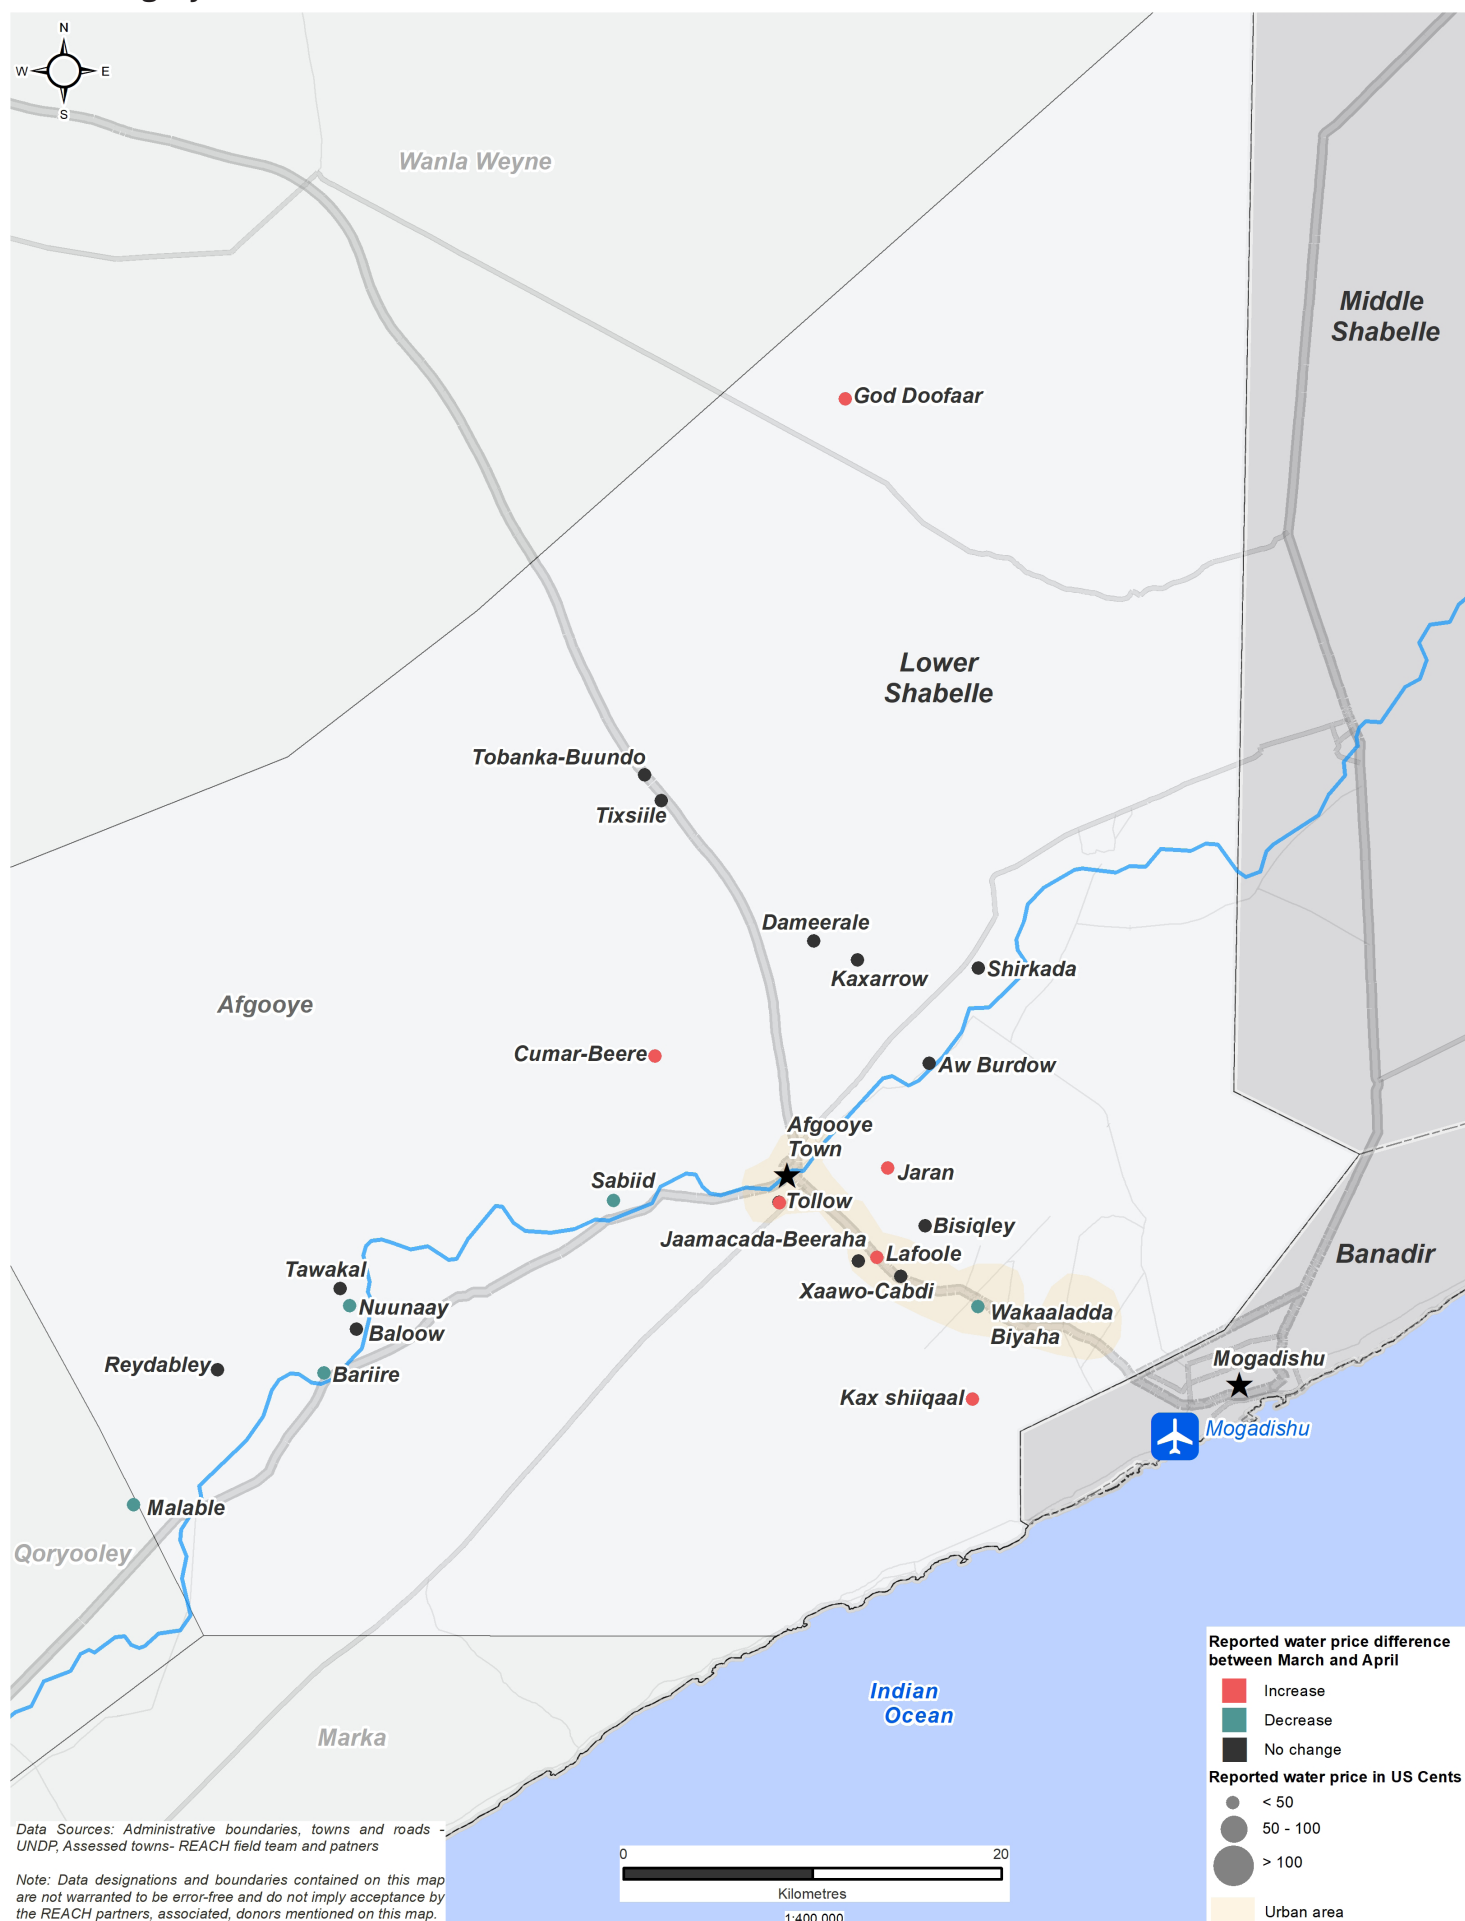 N
W
E
S
Wanla Weyne
Middle
Shabelle
God Doofaar
Lower
Shabelle
Tobanka-Buundo
Tixsiile
Dameerale
Kaxarrow
Shirkada
Afgooye
Cumar-Beere
Aw Burdow
Afgooye
Town
Jaran
Sabiid
Tollow
Bisiqley
Jaamacada-Beeraha
Lafoole
Banadir
Tawakal
Xaawo-Cabdi
Nuunaay
Wakaaladda
Biyaha
Baloow
Reydabley
Bariire
Mogadishu
Kax shiiqaal
Mogadishu
Malable
Qoryooley
Marka
Indian
Ocean
Reported water price difference
between March and April
Increase
Decrease
No change
Reported water price in US Cents
< 50
50 - 100
> 100
Urban area
Data Sources: Administrative boundaries, towns and roads -
UNDP, Assessed towns- REACH field team and patners
Note: Data designations and boundaries contained on this map
are not warranted to be error-free and do not imply acceptance by
the REACH partners, associated, donors mentioned on this map.
0
20
Kilometres
1:400,000